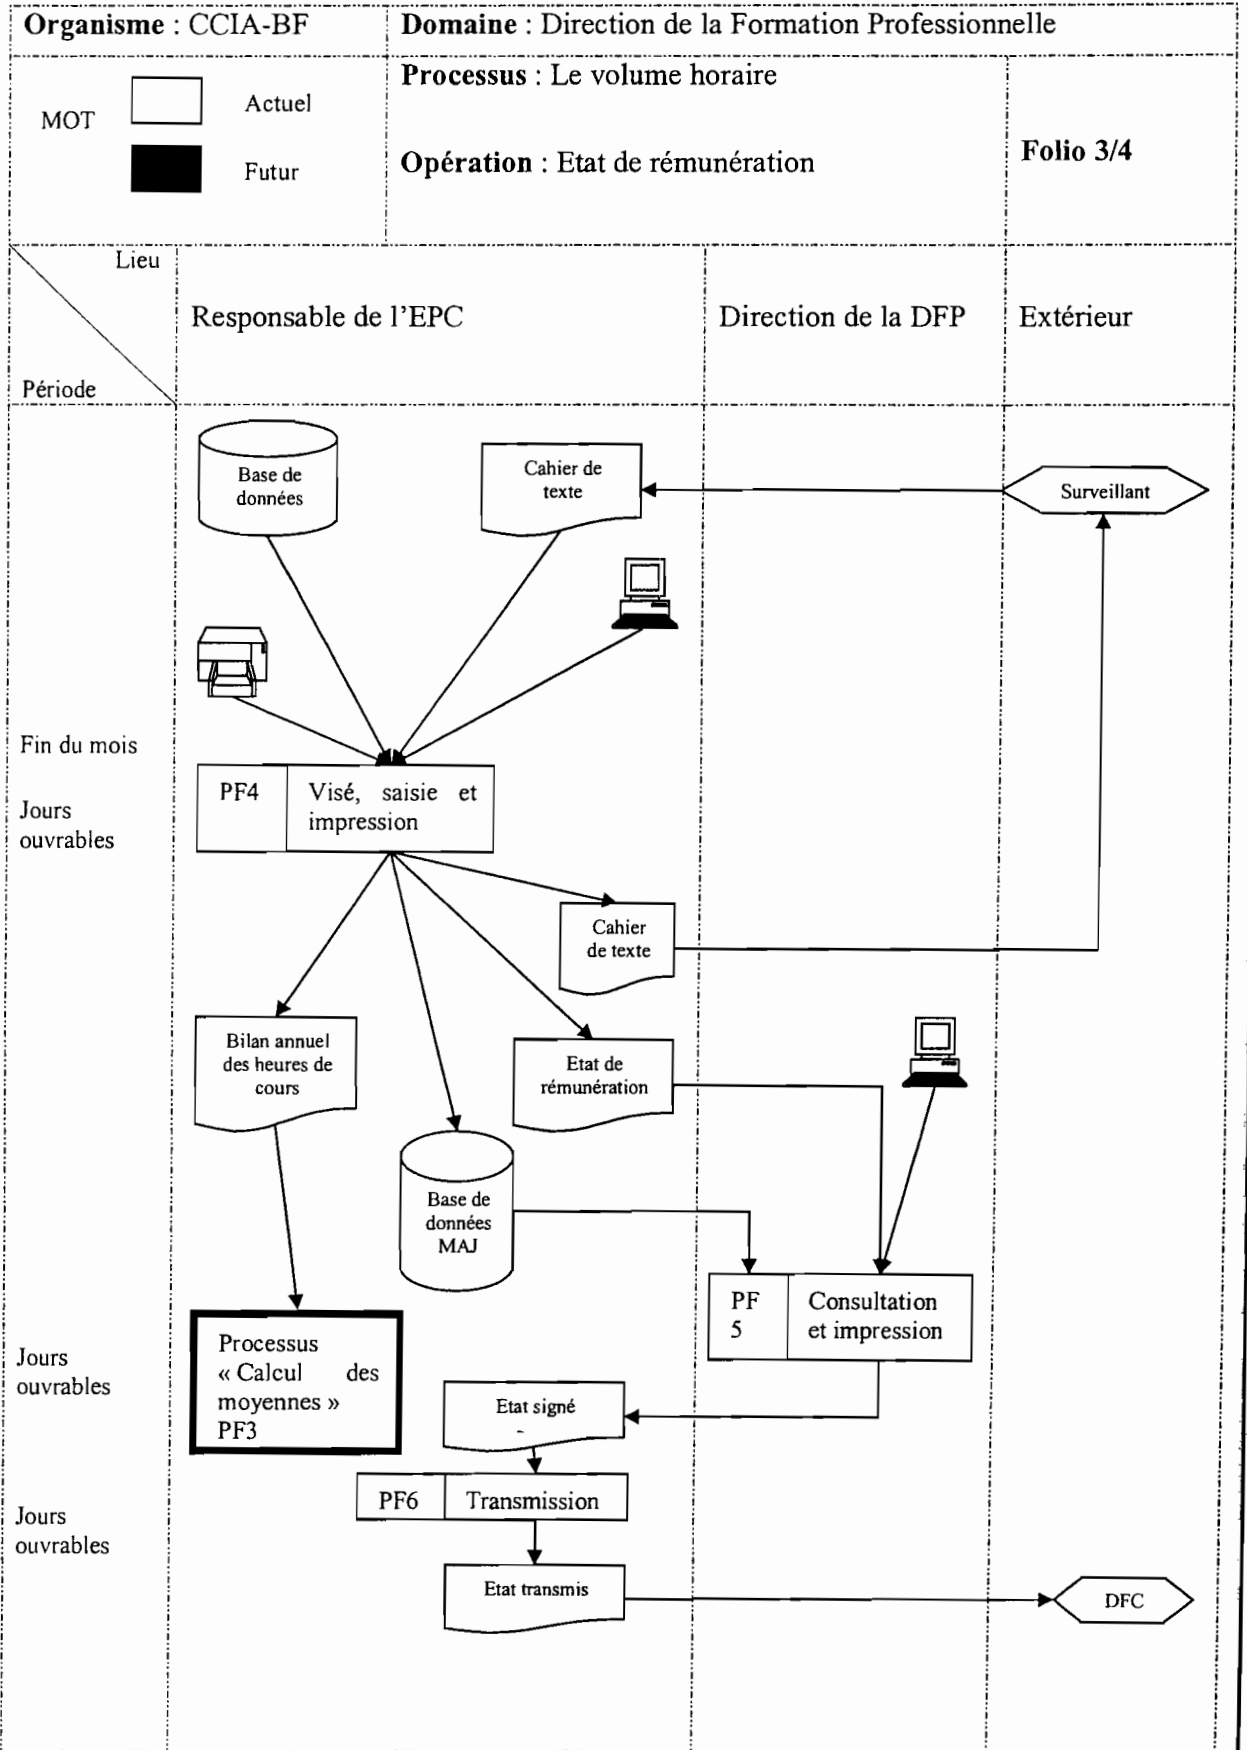 Organisme : CCIA-BF
Domaine : Direction de la Formation Professionnelle
MOT
Actuel
Futur
Processus : Le volume horaire
Opération : Etat de rémunération
Folio 3/4
Lieu
Période
Responsable de l'EPC
Direction de la DFP
Extérieur
Base de
données
Cahier de
texte
Surveillant
Fin du mois
Jours
ouvrables
PF4
Visé, saisie et
impression
Cahier
de texte
Bilan annuel
des heures de
cours
Etat de
rémunération
Base de
données
MAJ
PF
5
Consultation
et impression
Jours
ouvrables
Processus
« Calcul des
moyennes »
PF3
Etat signé
PF6
Transmission
Jours
ouvrables
Etat transmis
DFC